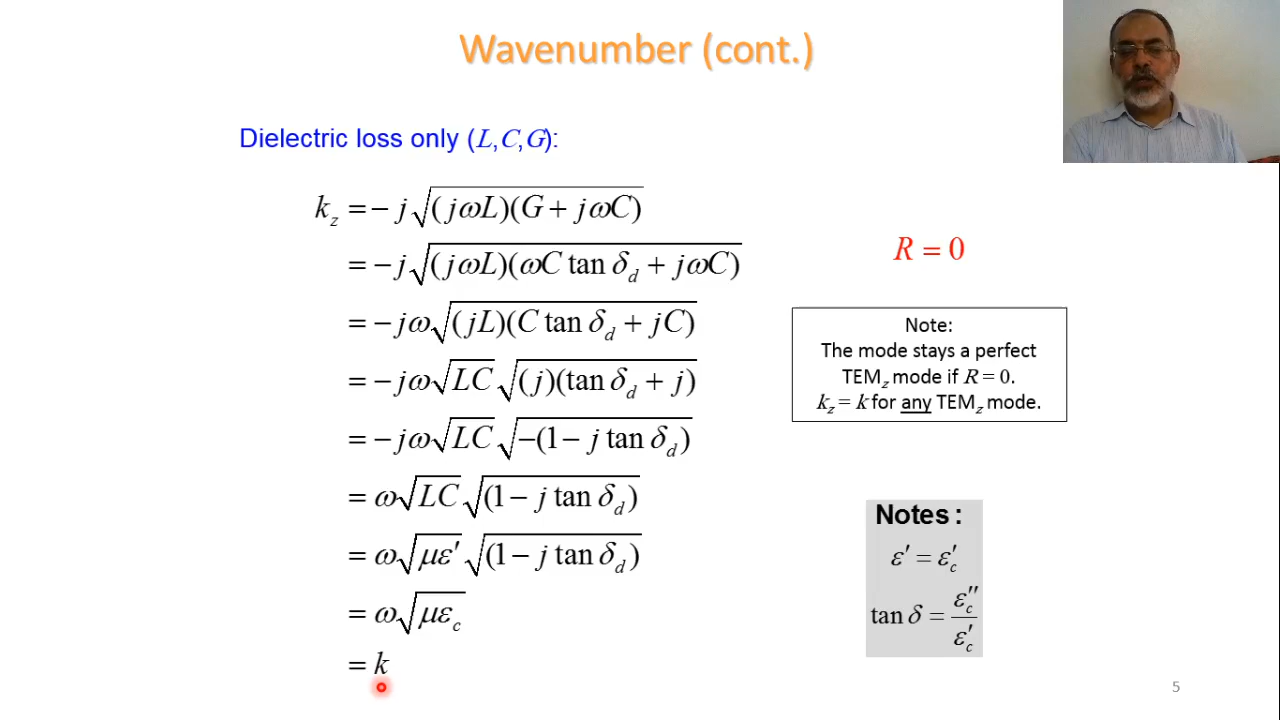 Wavenumber (cont.)
Dielectric loss only (L,C,G):
k_z = −j√((jωL)(G + jωC))
= −j√((jωL)(ωC tan δ_d + jωC))
= −jω√((jL)(C tan δ_d + jC))
= −jω√(LC) √((j)(tan δ_d + j))
= −jω√(LC) √(−(1 − j tan δ_d))
= ω√(LC) √((1 − j tan δ_d))
= ω√(με′) √((1 − j tan δ_d))
= ω√(με_c)
= k
R = 0
Note:
The mode stays a perfect
TEM_z mode if R = 0.
k_z = k for any TEM_z mode.
Notes :
ε′ = ε′_c
tan δ = ε″_c / ε′_c
5